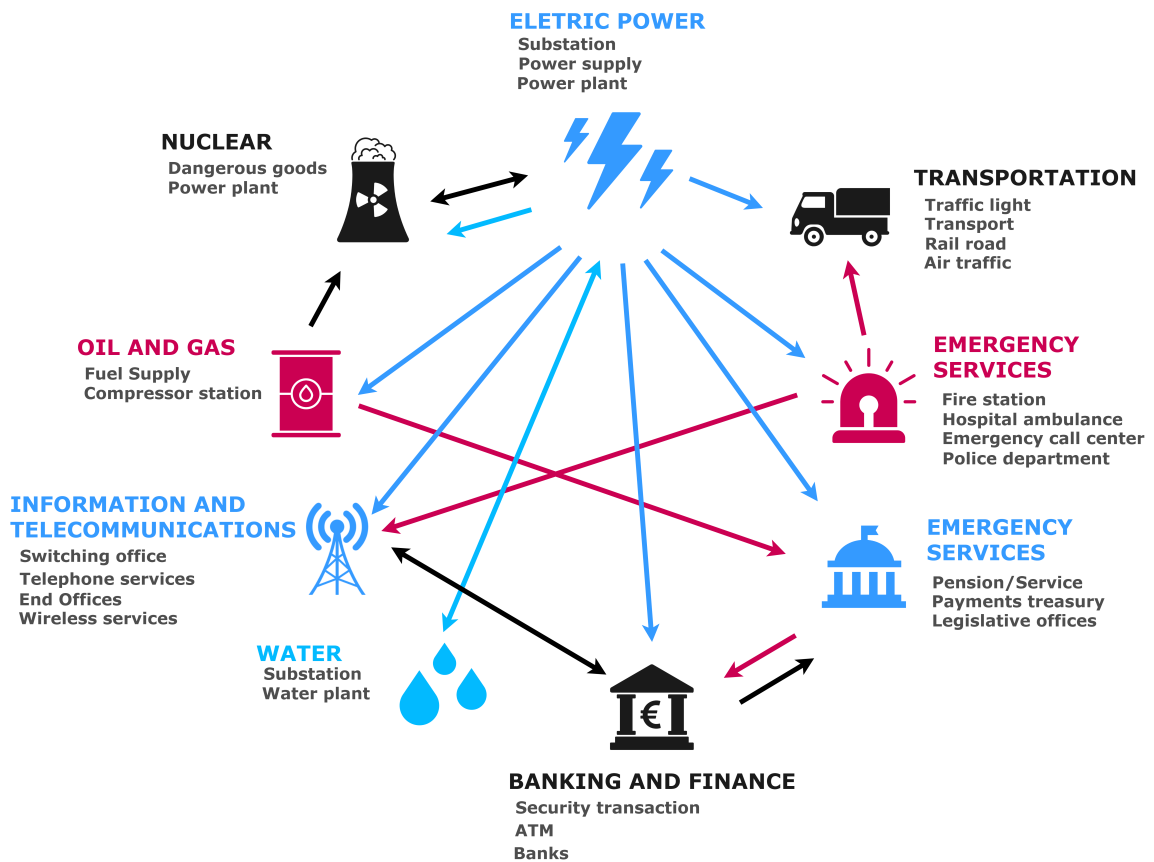 ELETRIC POWER
Substation
Power supply
Power plant
NUCLEAR
Dangerous goods
Power plant
TRANSPORTATION
Traffic light
Transport
Rail road
Air traffic
OIL AND GAS
Fuel Supply
Compressor station
EMERGENCY
SERVICES
Fire station
Hospital ambulance
Emergency call center
Police department
INFORMATION AND
TELECOMMUNICATIONS
Switching office
Telephone services
End Offices
Wireless services
EMERGENCY
SERVICES
Pension/Service
Payments treasury
Legislative offices
WATER
Substation
Water plant
€
BANKING AND FINANCE
Security transaction
ATM
Banks